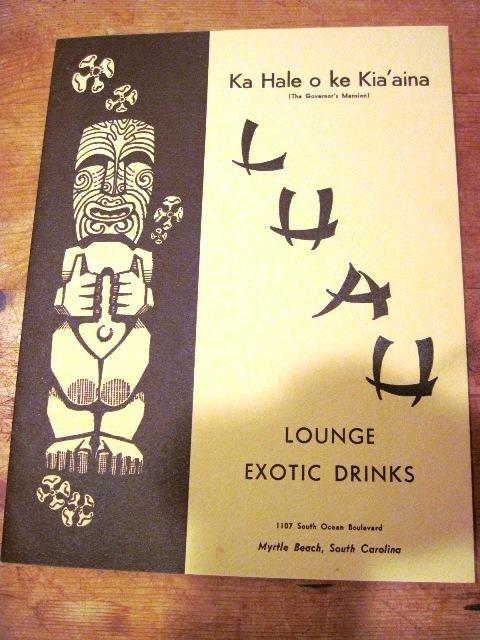 Ka Hale o ke Kia'aina
(The Governor's Mansion)
LUAU
LOUNGE
EXOTIC DRINKS
1107 South Ocean Boulevard
Myrtle Beach, South Carolina